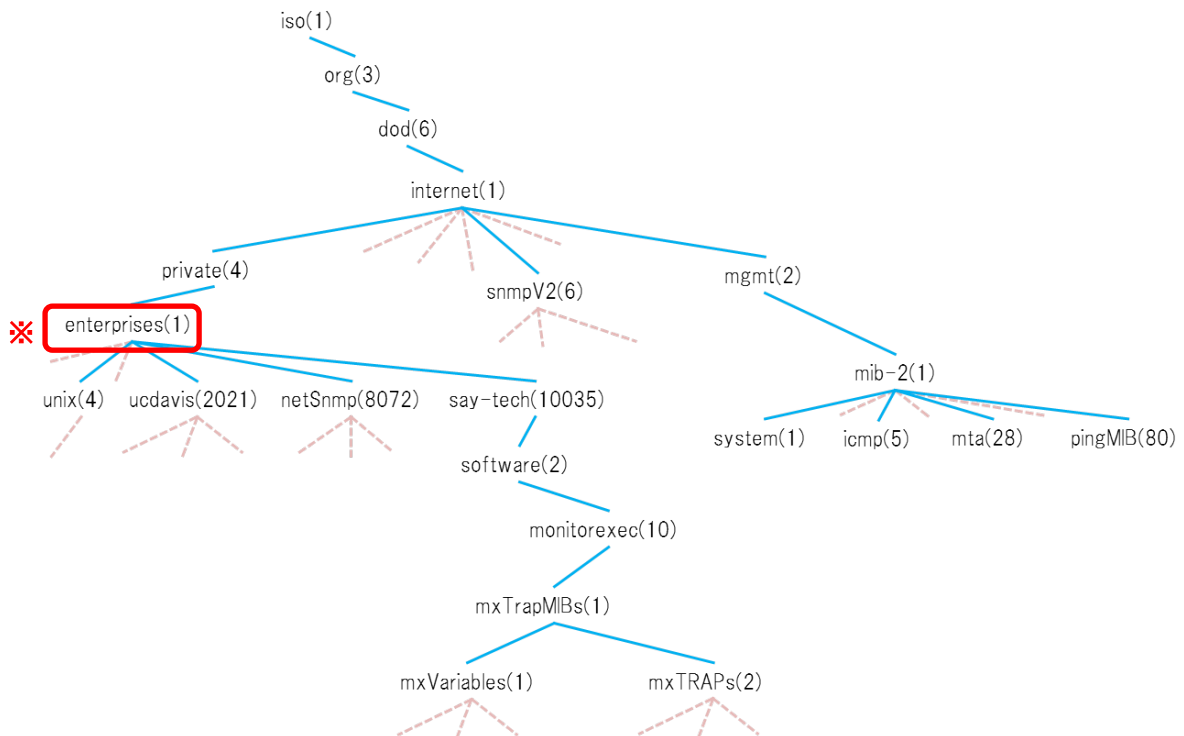 iso(1)
org(3)
dod(6)
internet(1)
private(4)
snmpV2(6)
mgmt(2)
※
enterprises(1)
mib-2(1)
unix(4)
ucdavis(2021)
netSnmp(8072)
say-tech(10035)
system(1)
icmp(5)
mta(28)
pingMIB(80)
software(2)
monitorexec(10)
mxTrapMIBs(1)
mxVariables(1)
mxTRAPs(2)